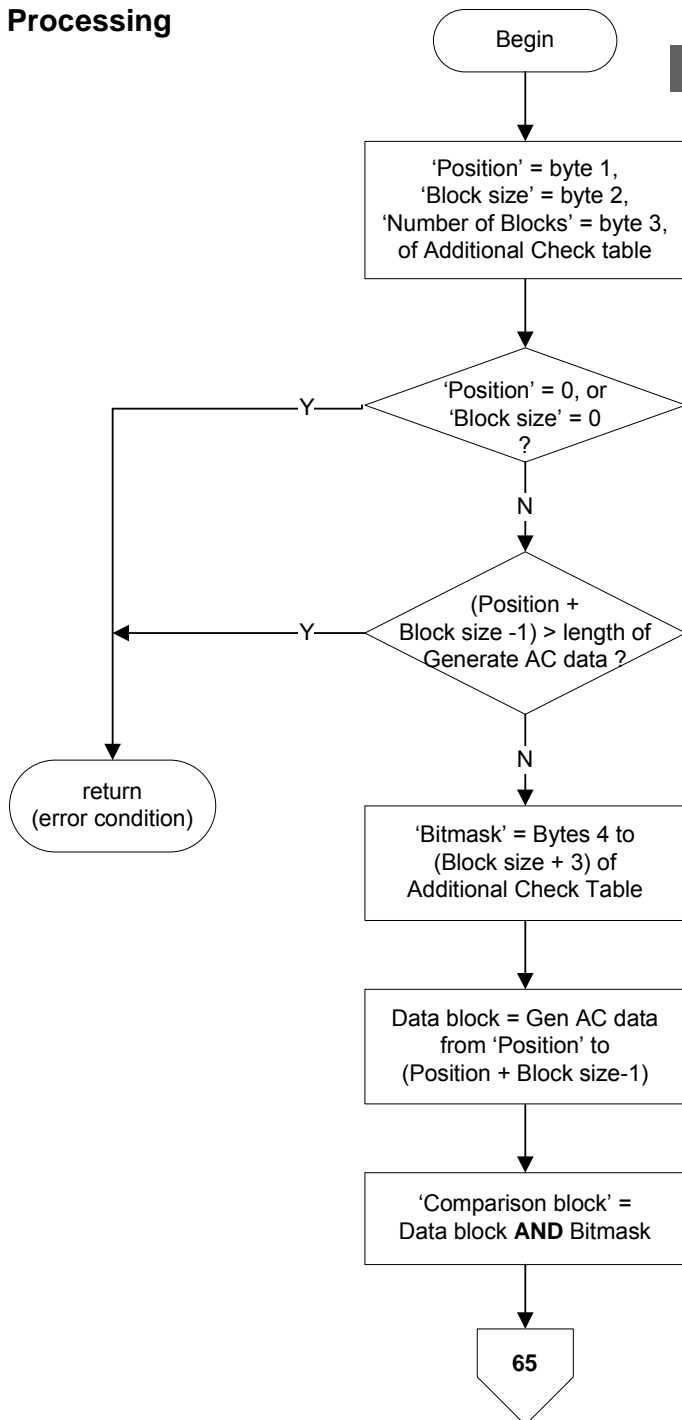 Processing
Begin
‘Position’ = byte 1,
‘Block size’ = byte 2,
‘Number of Blocks’ = byte 3,
of Additional Check table
‘Position’ = 0, or
‘Block size’ = 0
?
Y
N
(Position +
Block size -1) > length of
Generate AC data ?
Y
N
return
(error condition)
‘Bitmask’ = Bytes 4 to
(Block size + 3) of
Additional Check Table
Data block = Gen AC data
from ‘Position’ to
(Position + Block size-1)
‘Comparison block’ =
Data block AND Bitmask
65